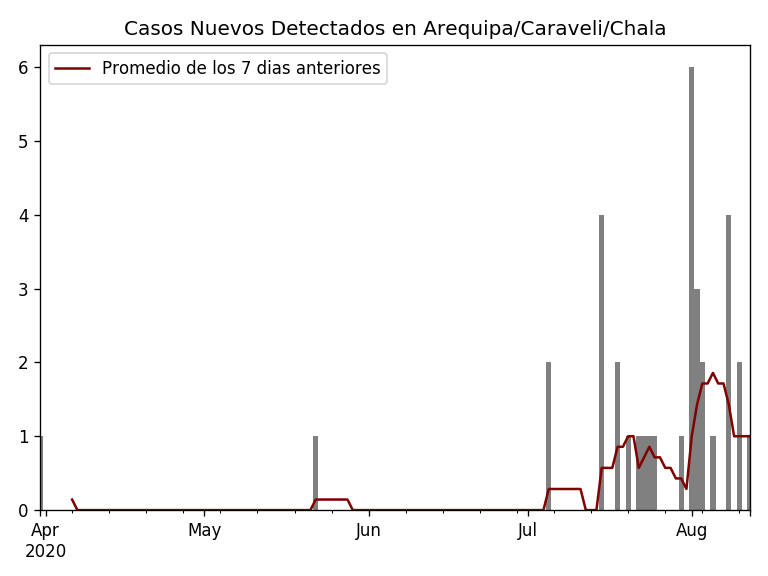 Casos Nuevos Detectados en Arequipa/Caraveli/Chala
Promedio de los 7 dias anteriores
6
5
4
3
2
1
0
Apr May Jun Jul Aug
2020